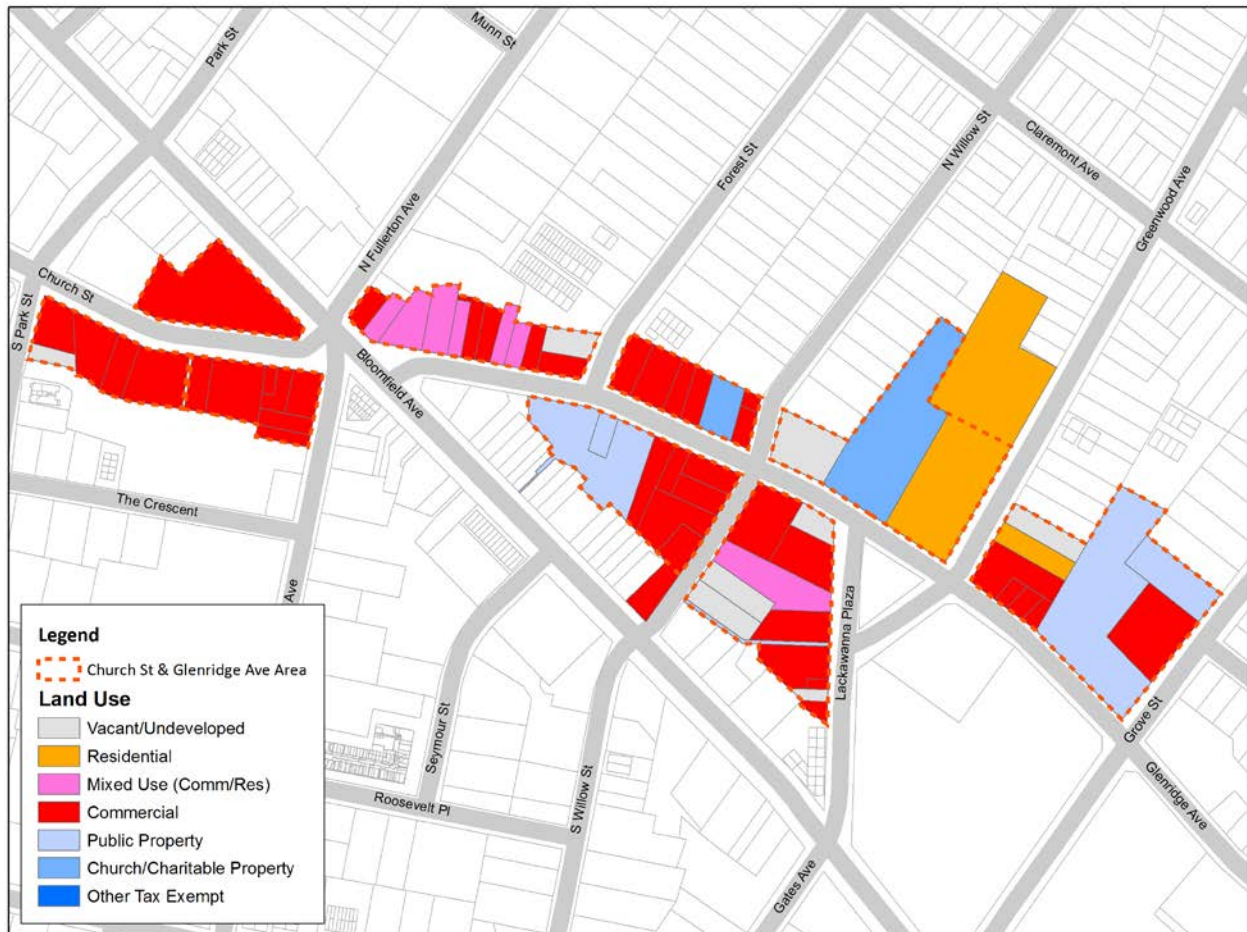 Munn St
Park St
N Fullerton Ave
Forest St
N Willow St
Claremont Ave
Greenwood Ave
Church St
S Park St
Bloomfield Ave
The Crescent
Ave
Lackawanna Plaza
Seymour St
Roosevelt Pl
S Willow St
Gates Ave
Grove St
Glenridge Ave
Legend
Church St & Glenridge Ave Area
Land Use
Vacant/Undeveloped
Residential
Mixed Use (Comm/Res)
Commercial
Public Property
Church/Charitable Property
Other Tax Exempt